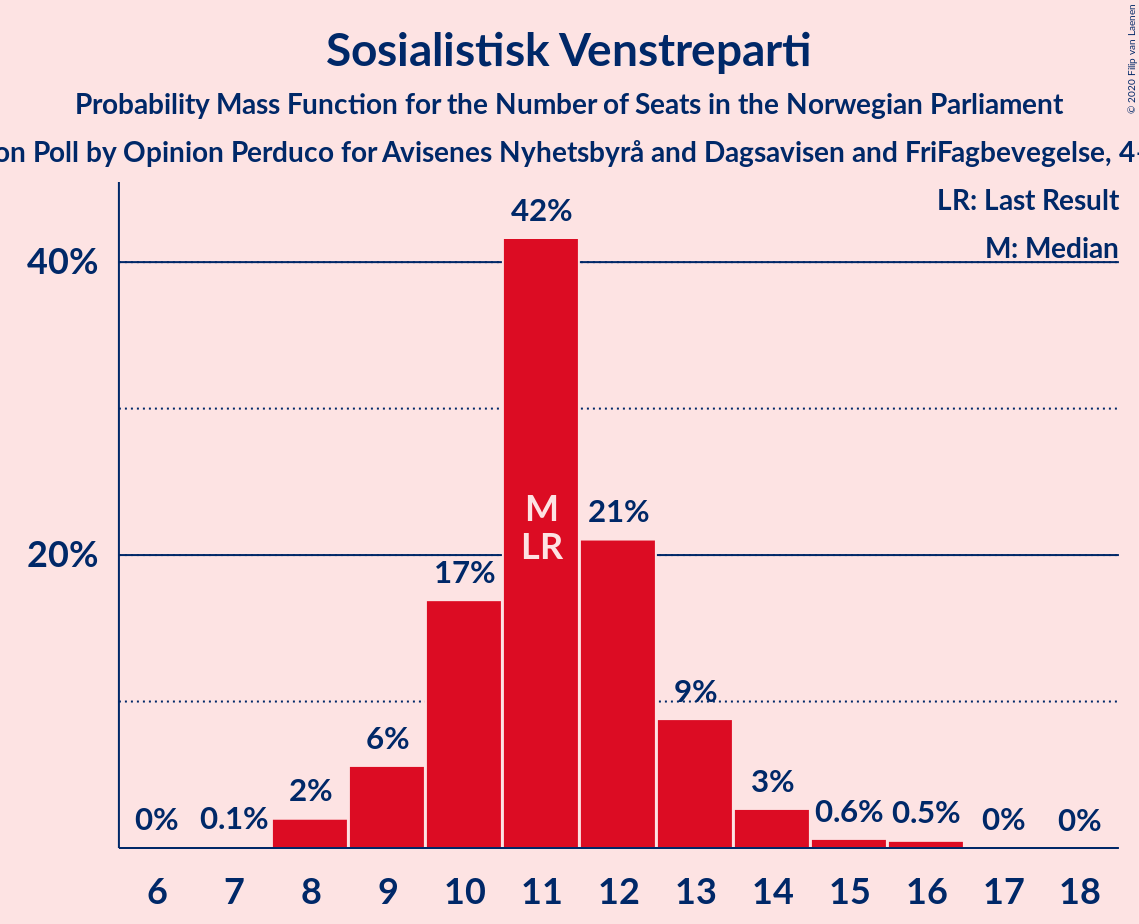 Sosialistisk Venstreparti
Probability Mass Function for the Number of Seats in the Norwegian Parliament
on Poll by Opinion Perduco for Avisenes Nyhetsbyrå and Dagsavisen and FriFagbevegelse, 4-
© 2020 Filip van Laenen
LR: Last Result
M: Median
42%
40%
M
LR
21%
20%
17%
9%
6%
3%
2%
0% 0.1% 0.6% 0.5% 0% 0%
6 7 8 9 10 11 12 13 14 15 16 17 18